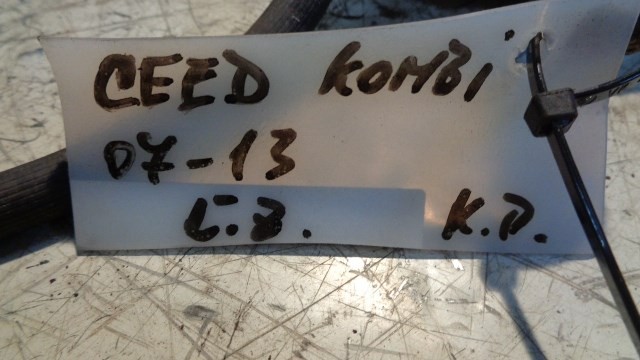 CEED KOMBI
07-13
L.Z. K.D.